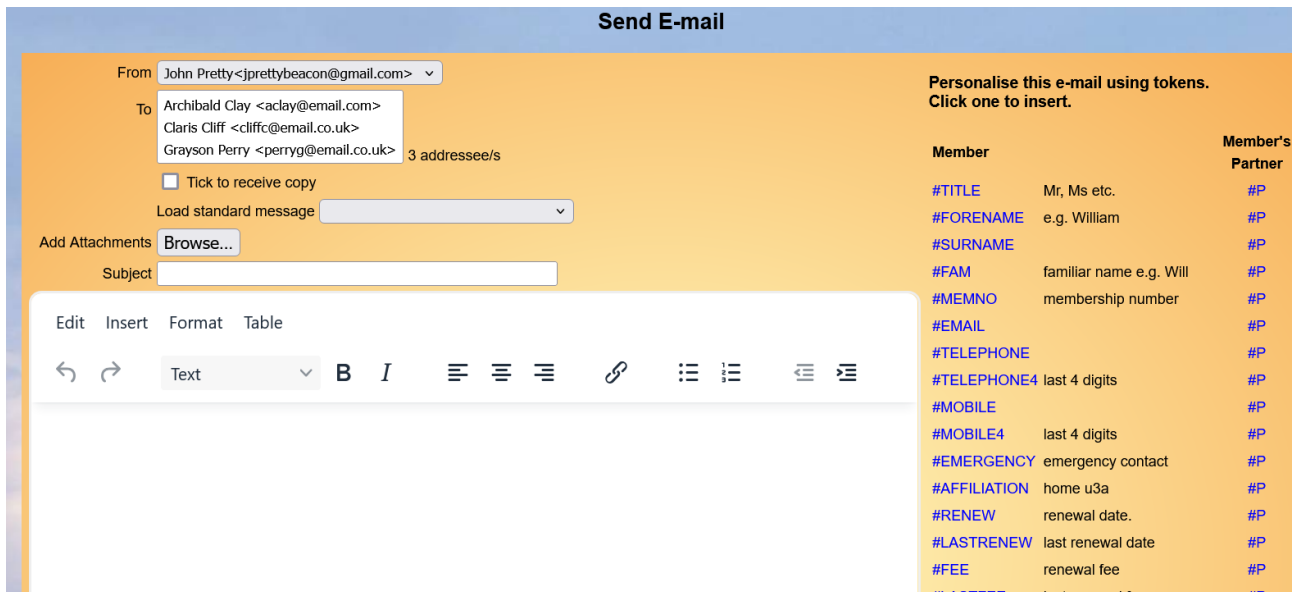 Send E-mail
From John Pretty<jprettybeacon@gmail.com>
To Archibald Clay <aclay@email.com>
Claris Cliff <cliffc@email.co.uk>
Grayson Perry <perryg@email.co.uk> 3 addressee/s
Tick to receive copy
Load standard message
Add Attachments Browse...
Subject
Edit Insert Format Table
Text B I
Personalise this e-mail using tokens.
Click one to insert.
Member Member's Partner
#TITLE Mr, Ms etc. #P
#FORENAME e.g. William #P
#SURNAME #P
#FAM familiar name e.g. Will #P
#MEMNO membership number #P
#EMAIL #P
#TELEPHONE #P
#TELEPHONE4 last 4 digits #P
#MOBILE #P
#MOBILE4 last 4 digits #P
#EMERGENCY emergency contact #P
#AFFILIATION home u3a #P
#RENEW renewal date. #P
#LASTRENEW last renewal date #P
#FEE renewal fee #P